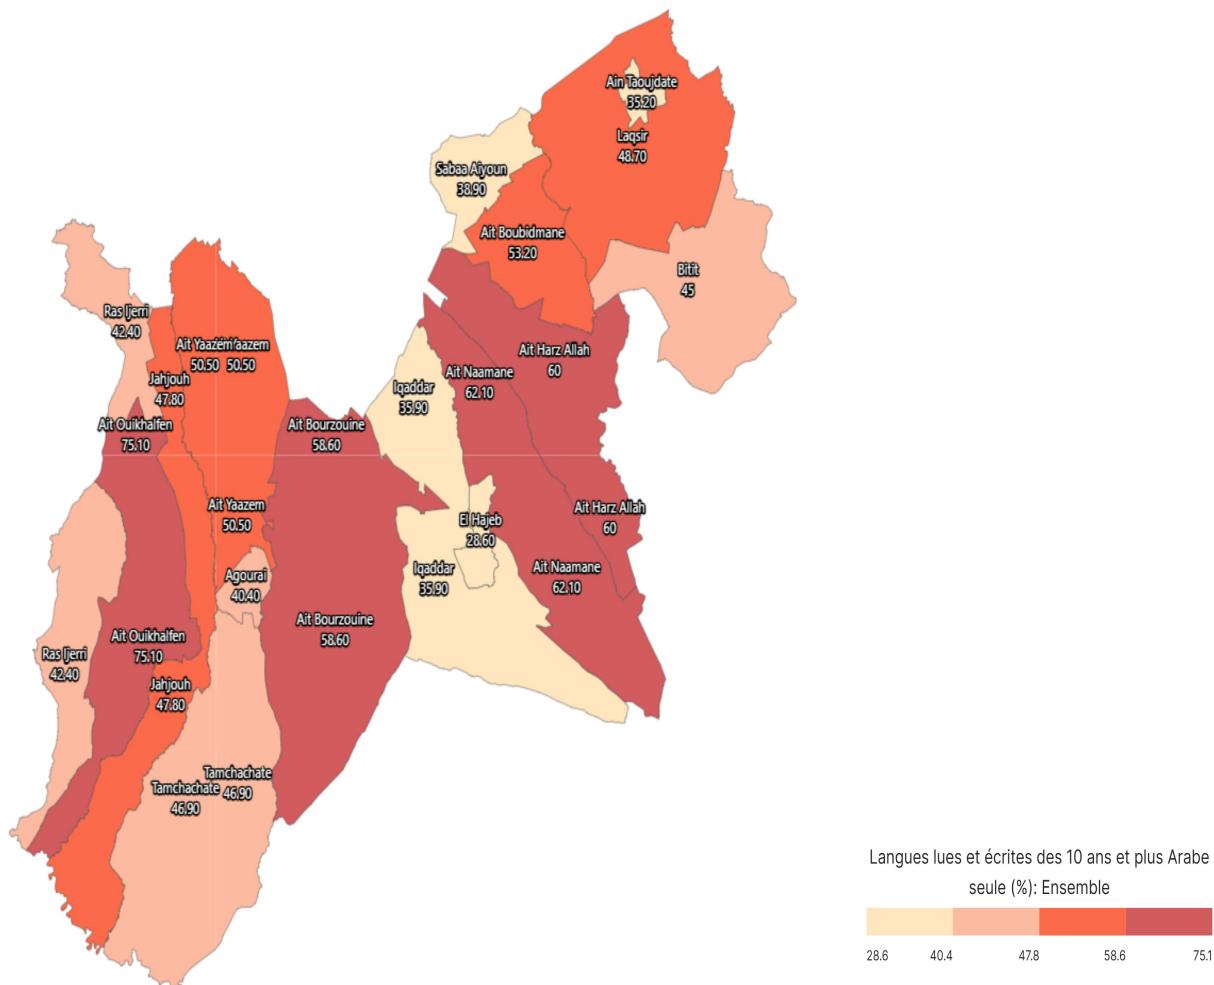 Ain Taoujdate
35.20
Laqsir
48.70
Sabaa Aiyoun
38.90
Ait Boubidmane
53.20
Bitit
45
Ras Ijerri
42.40
Ait Yaazem
50.50
Yaazem
50.50
Ait Harz Allah
60
Jahjouh
47.80
Ait Naamane
62.10
Iqaddar
35.90
Ait Ouikhalfen
75.10
Ait Bourzouine
58.60
Ait Yaazem
50.50
Ait Harz Allah
60
El Hajeb
28.60
Iqaddar
35.90
Ait Naamane
62.10
Agourai
40.40
Ait Bourzouine
58.60
Ait Ouikhalfen
75.10
Ras Ijerri
42.40
Jahjouh
47.80
Tamchachate
46.90
Tamchachate
46.90
Langues lues et écrites des 10 ans et plus Arabe
seule (%): Ensemble
28.6 40.4 47.8 58.6 75.1